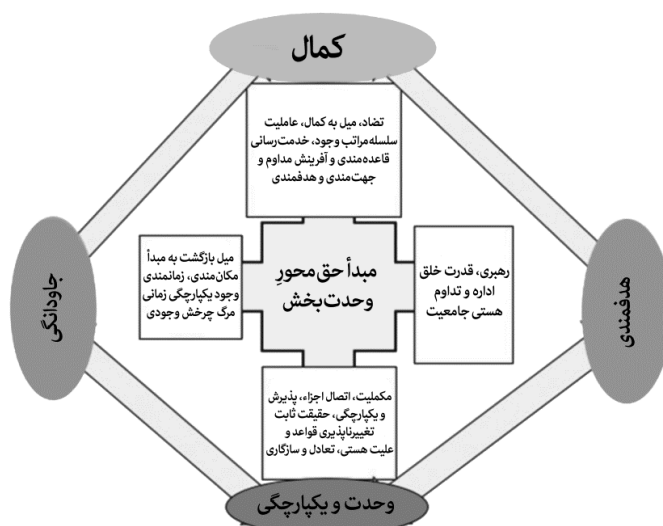 کمال
تضاد، میل به کمال، عاملیت
سلسله‌مراتب وجود، خدمت‌رسانی
قاعده‌مندی و آفرینش مداوم و
جهت‌مندی و هدفمندی
هدفمندی
رهبری، قدرت خلق
اداره و تداوم
هستی جامعیت
مبدأ حق‌محورِ
وحدت‌بخش
میل بازگشت به مبدأ
مکان‌مندی، زمانمندی
وجود یکپارچگی زمانی
مرگ چرخش وجودی
جاودانگی
مکملیت، اتصال اجزاء، پذیرش
و یکپارچگی، حقیقت ثابت
تغییرناپذیری قواعد و
علیت هستی، تعادل و سازگاری
وحدت و یکپارچگی